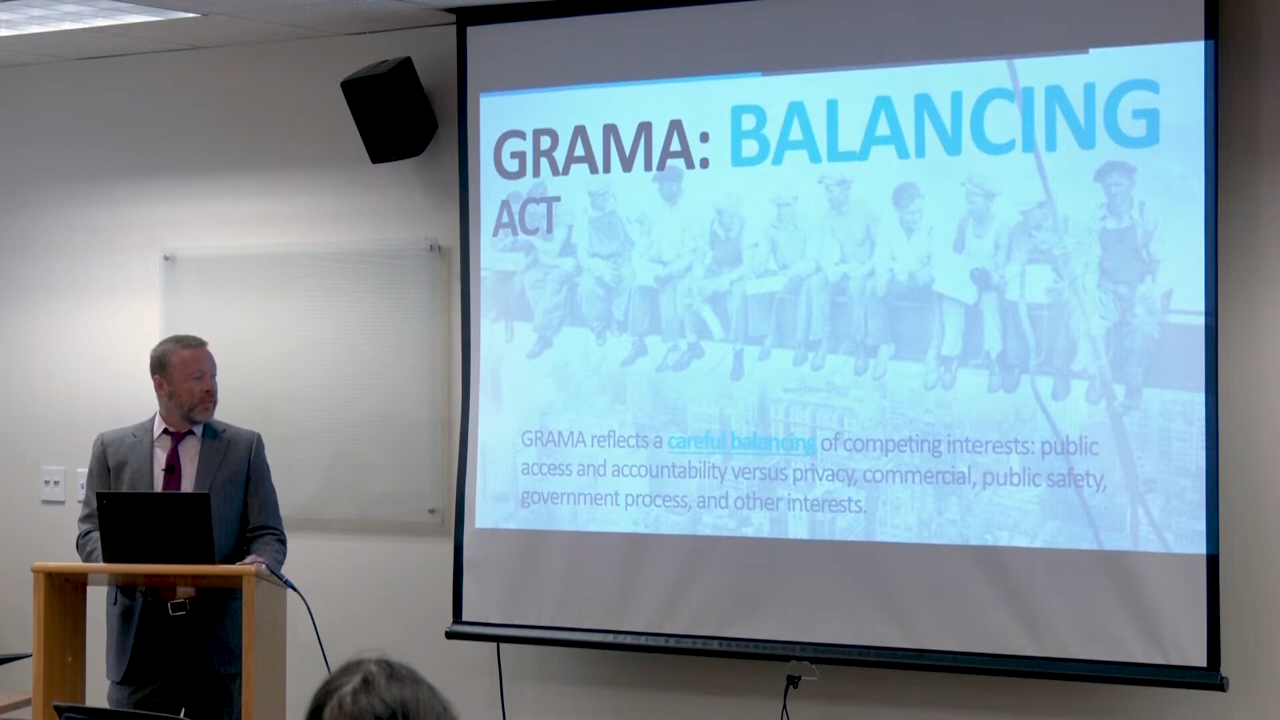 GRAMA: BALANCING
ACT
GRAMA reflects a careful balancing of competing interests: public
access and accountability versus privacy, commercial, public safety,
government process, and other interests.